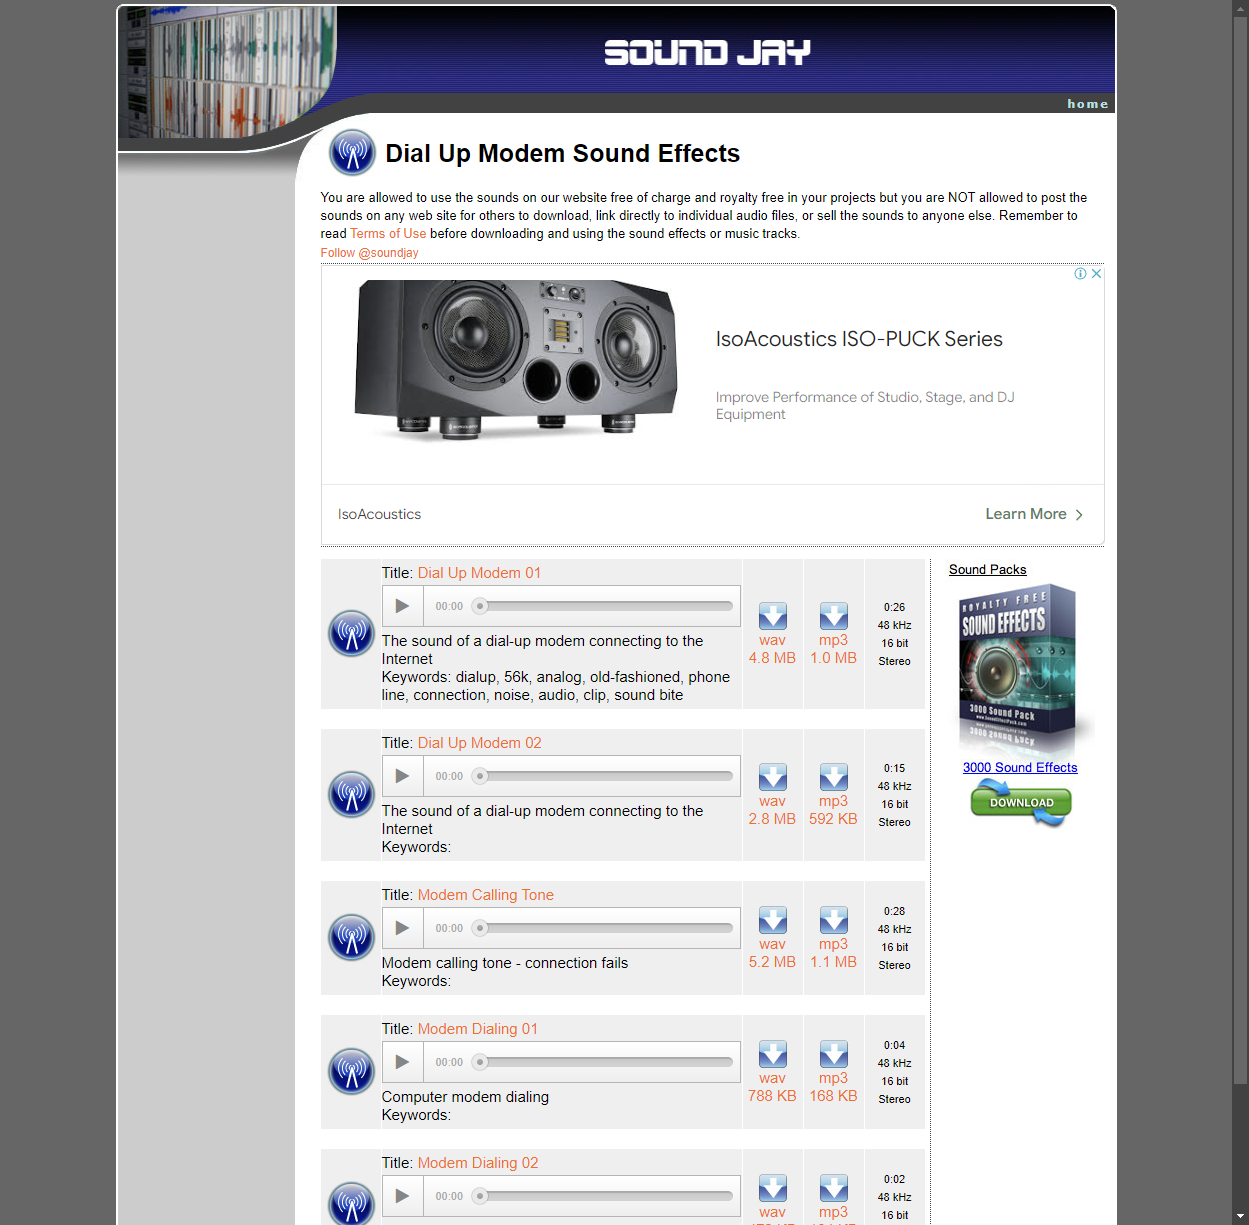 SOUND JAY
home
Dial Up Modem Sound Effects
You are allowed to use the sounds on our website free of charge and royalty free in your projects but you are NOT allowed to post the
sounds on any web site for others to download, link directly to individual audio files, or sell the sounds to anyone else. Remember to
read Terms of Use before downloading and using the sound effects or music tracks.
Follow @soundjay
IsoAcoustics ISO-PUCK Series
Improve Performance of Studio, Stage, and DJ
Equipment
IsoAcoustics
Learn More
Title: Dial Up Modem 01
00:00
The sound of a dial-up modem connecting to the
Internet
Keywords: dialup, 56k, analog, old-fashioned, phone
line, connection, noise, audio, clip, sound bite
wav
4.8 MB
mp3
1.0 MB
0:26
48 kHz
16 bit
Stereo
Sound Packs
ROYALTY FREE
SOUND EFFECTS
3000 Sound Pack
www.SoundEffectPack.com
3000 Sound Effects
DOWNLOAD
Title: Dial Up Modem 02
00:00
The sound of a dial-up modem connecting to the
Internet
Keywords:
wav
2.8 MB
mp3
592 KB
0:15
48 kHz
16 bit
Stereo
Title: Modem Calling Tone
00:00
Modem calling tone - connection fails
Keywords:
wav
5.2 MB
mp3
1.1 MB
0:28
48 kHz
16 bit
Stereo
Title: Modem Dialing 01
00:00
Computer modem dialing
Keywords:
wav
788 KB
mp3
168 KB
0:04
48 kHz
16 bit
Stereo
Title: Modem Dialing 02
00:00
wav
mp3
0:02
48 kHz
16 bit